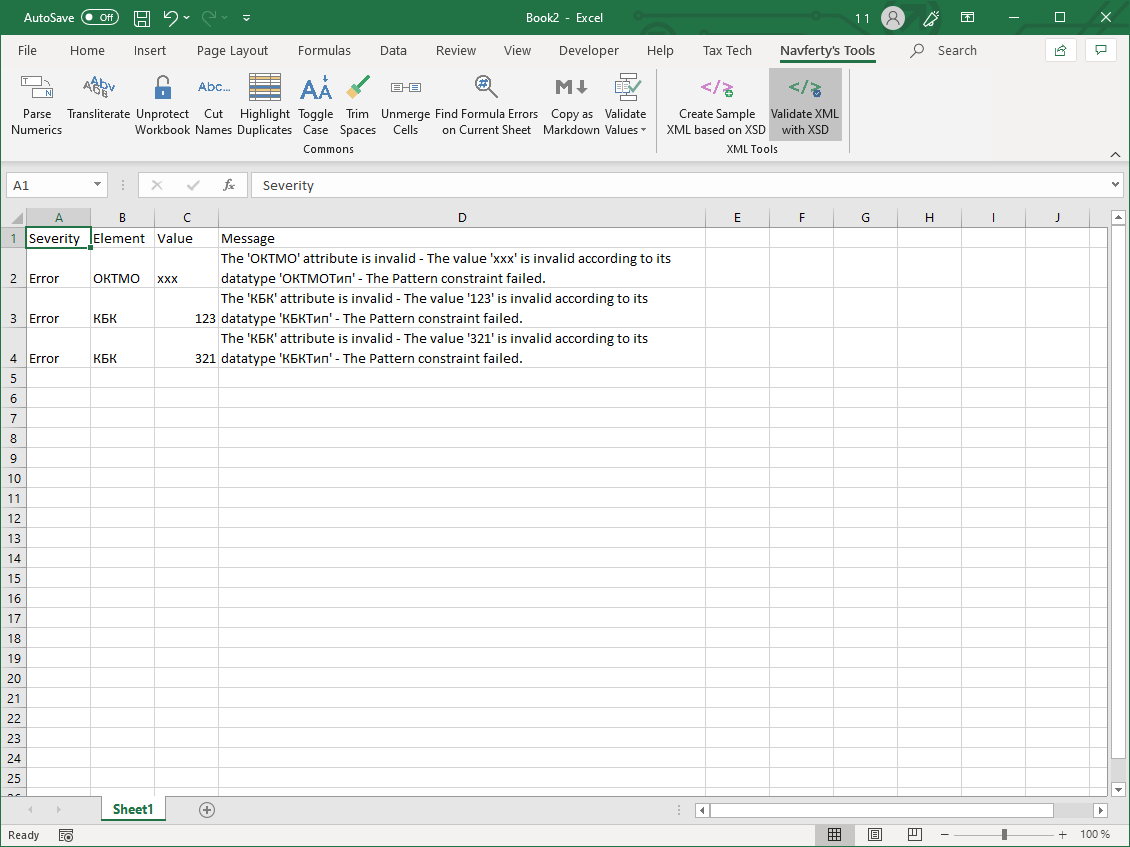 AutoSave Off Book2 - Excel 1 1
File Home Insert Page Layout Formulas Data Review View Developer Help Tax Tech Navferty's Tools Search
Parse Numerics
Abv Transliterate
Unprotect Workbook
Abc... Cut Names
Highlight Duplicates
AA Toggle Case
Trim Spaces
Unmerge Cells
# Find Formula Errors on Current Sheet
M Copy as Markdown
Validate Values
Commons
</> Create Sample XML based on XSD
</> Validate XML with XSD
XML Tools
A1 fx Severity
A B C D E F G H I J
1 Severity Element Value Message
The 'ОКТМО' attribute is invalid - The value 'xxx' is invalid according to its
2 Error ОКТМО xxx datatype 'ОКТМОТип' - The Pattern constraint failed.
The 'КБК' attribute is invalid - The value '123' is invalid according to its
3 Error КБК 123 datatype 'КБКТип' - The Pattern constraint failed.
The 'КБК' attribute is invalid - The value '321' is invalid according to its
4 Error КБК 321 datatype 'КБКТип' - The Pattern constraint failed.
5
6
7
8
9
10
11
12
13
14
15
16
17
18
19
20
21
22
23
24
25
Sheet1
Ready 100 %